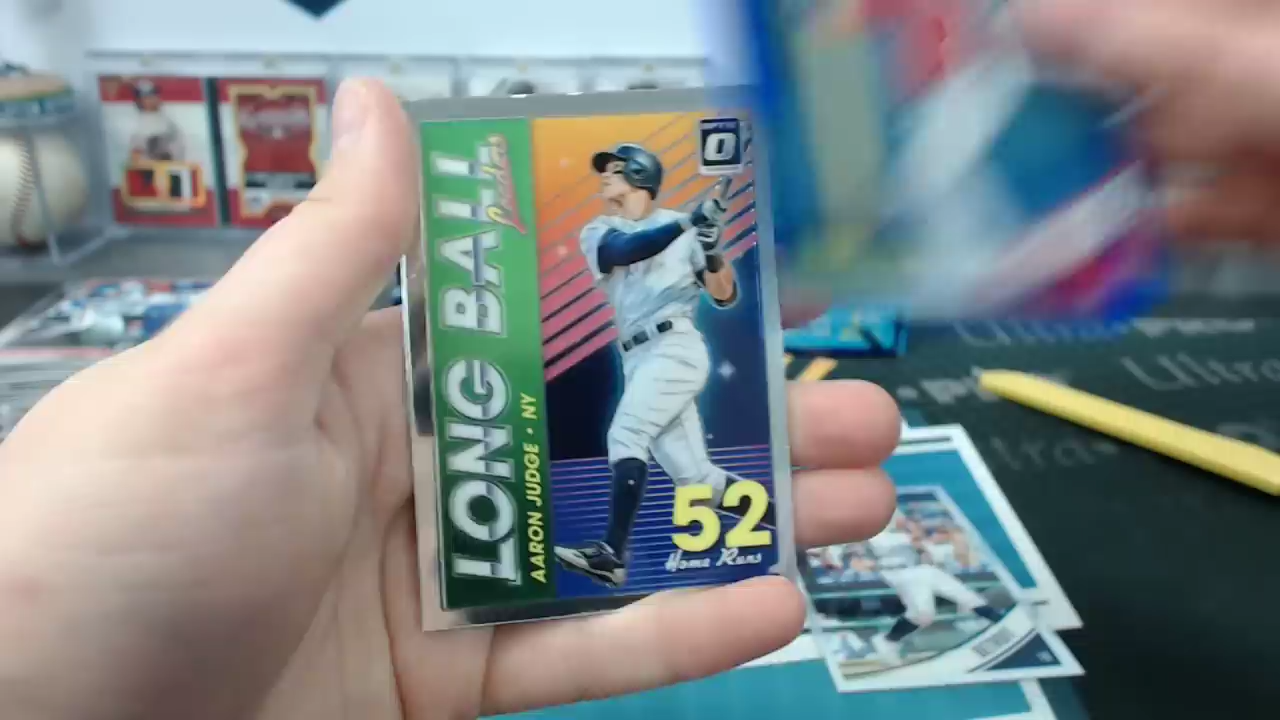 LONG BALL
Leaders
AARON JUDGE • NY
OPTIC
O
52
Home Runs
Ultra
Ultra